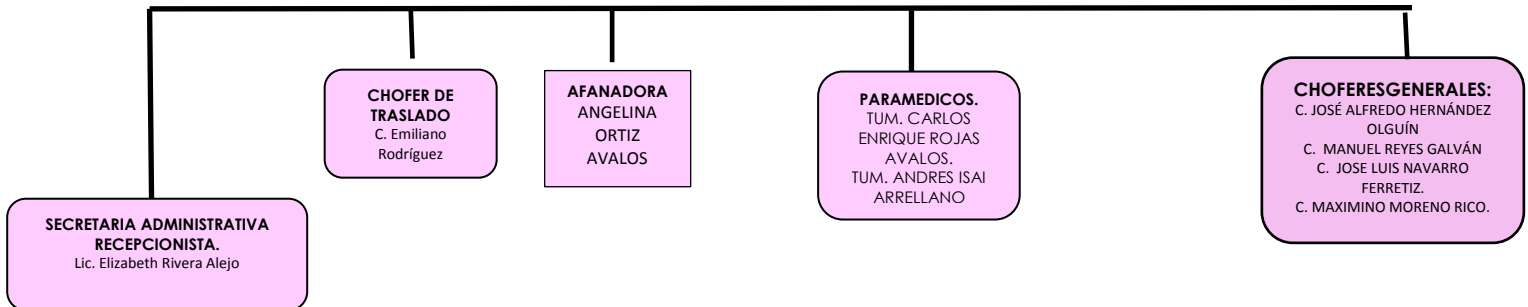 SECRETARIA ADMINISTRATIVA
RECEPCIONISTA.
Lic. Elizabeth Rivera Alejo
CHOFER DE
TRASLADO
C. Emiliano
Rodríguez
AFANADORA
ANGELINA
ORTIZ
AVALOS
PARAMEDICOS.
TUM. CARLOS
ENRIQUE ROJAS
AVALOS.
TUM. ANDRES ISAI
ARRELLANO
CHOFERESGENERALES:
C. JOSÉ ALFREDO HERNÁNDEZ
OLGUÍN
C. MANUEL REYES GALVÁN
C. JOSE LUIS NAVARRO
FERRETIZ.
C. MAXIMINO MORENO RICO.